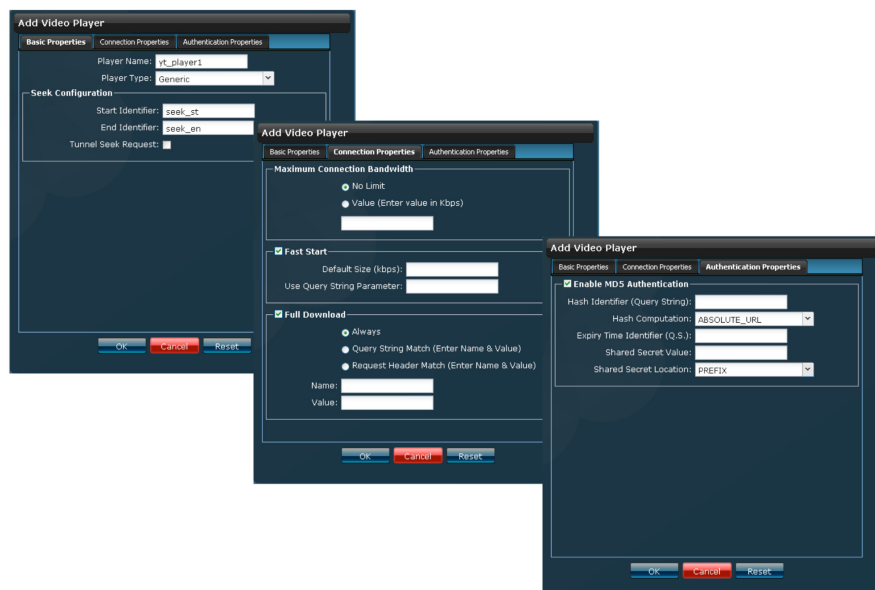 Add Video Player
Basic Properties Connection Properties Authentication Properties
Player Name: yt_player1
Player Type: Generic
Seek Configuration
Start Identifier: seek_st
End Identifier: seek_en
Tunnel Seek Request:
OK Cancel Reset
Add Video Player
Basic Properties Connection Properties Authentication Properties
Maximum Connection Bandwidth
No Limit
Value (Enter value in Kbps)
Fast Start
Default Size (kbps):
Use Query String Parameter:
Full Download
Always
Query String Match (Enter Name & Value)
Request Header Match (Enter Name & Value)
Name:
Value:
OK Cancel Reset
Add Video Player
Basic Properties Connection Properties Authentication Properties
Enable MD5 Authentication
Hash Identifier (Query String):
Hash Computation: ABSOLUTE_URL
Expiry Time Identifier (Q.S.):
Shared Secret Value:
Shared Secret Location: PREFIX
OK Cancel Reset